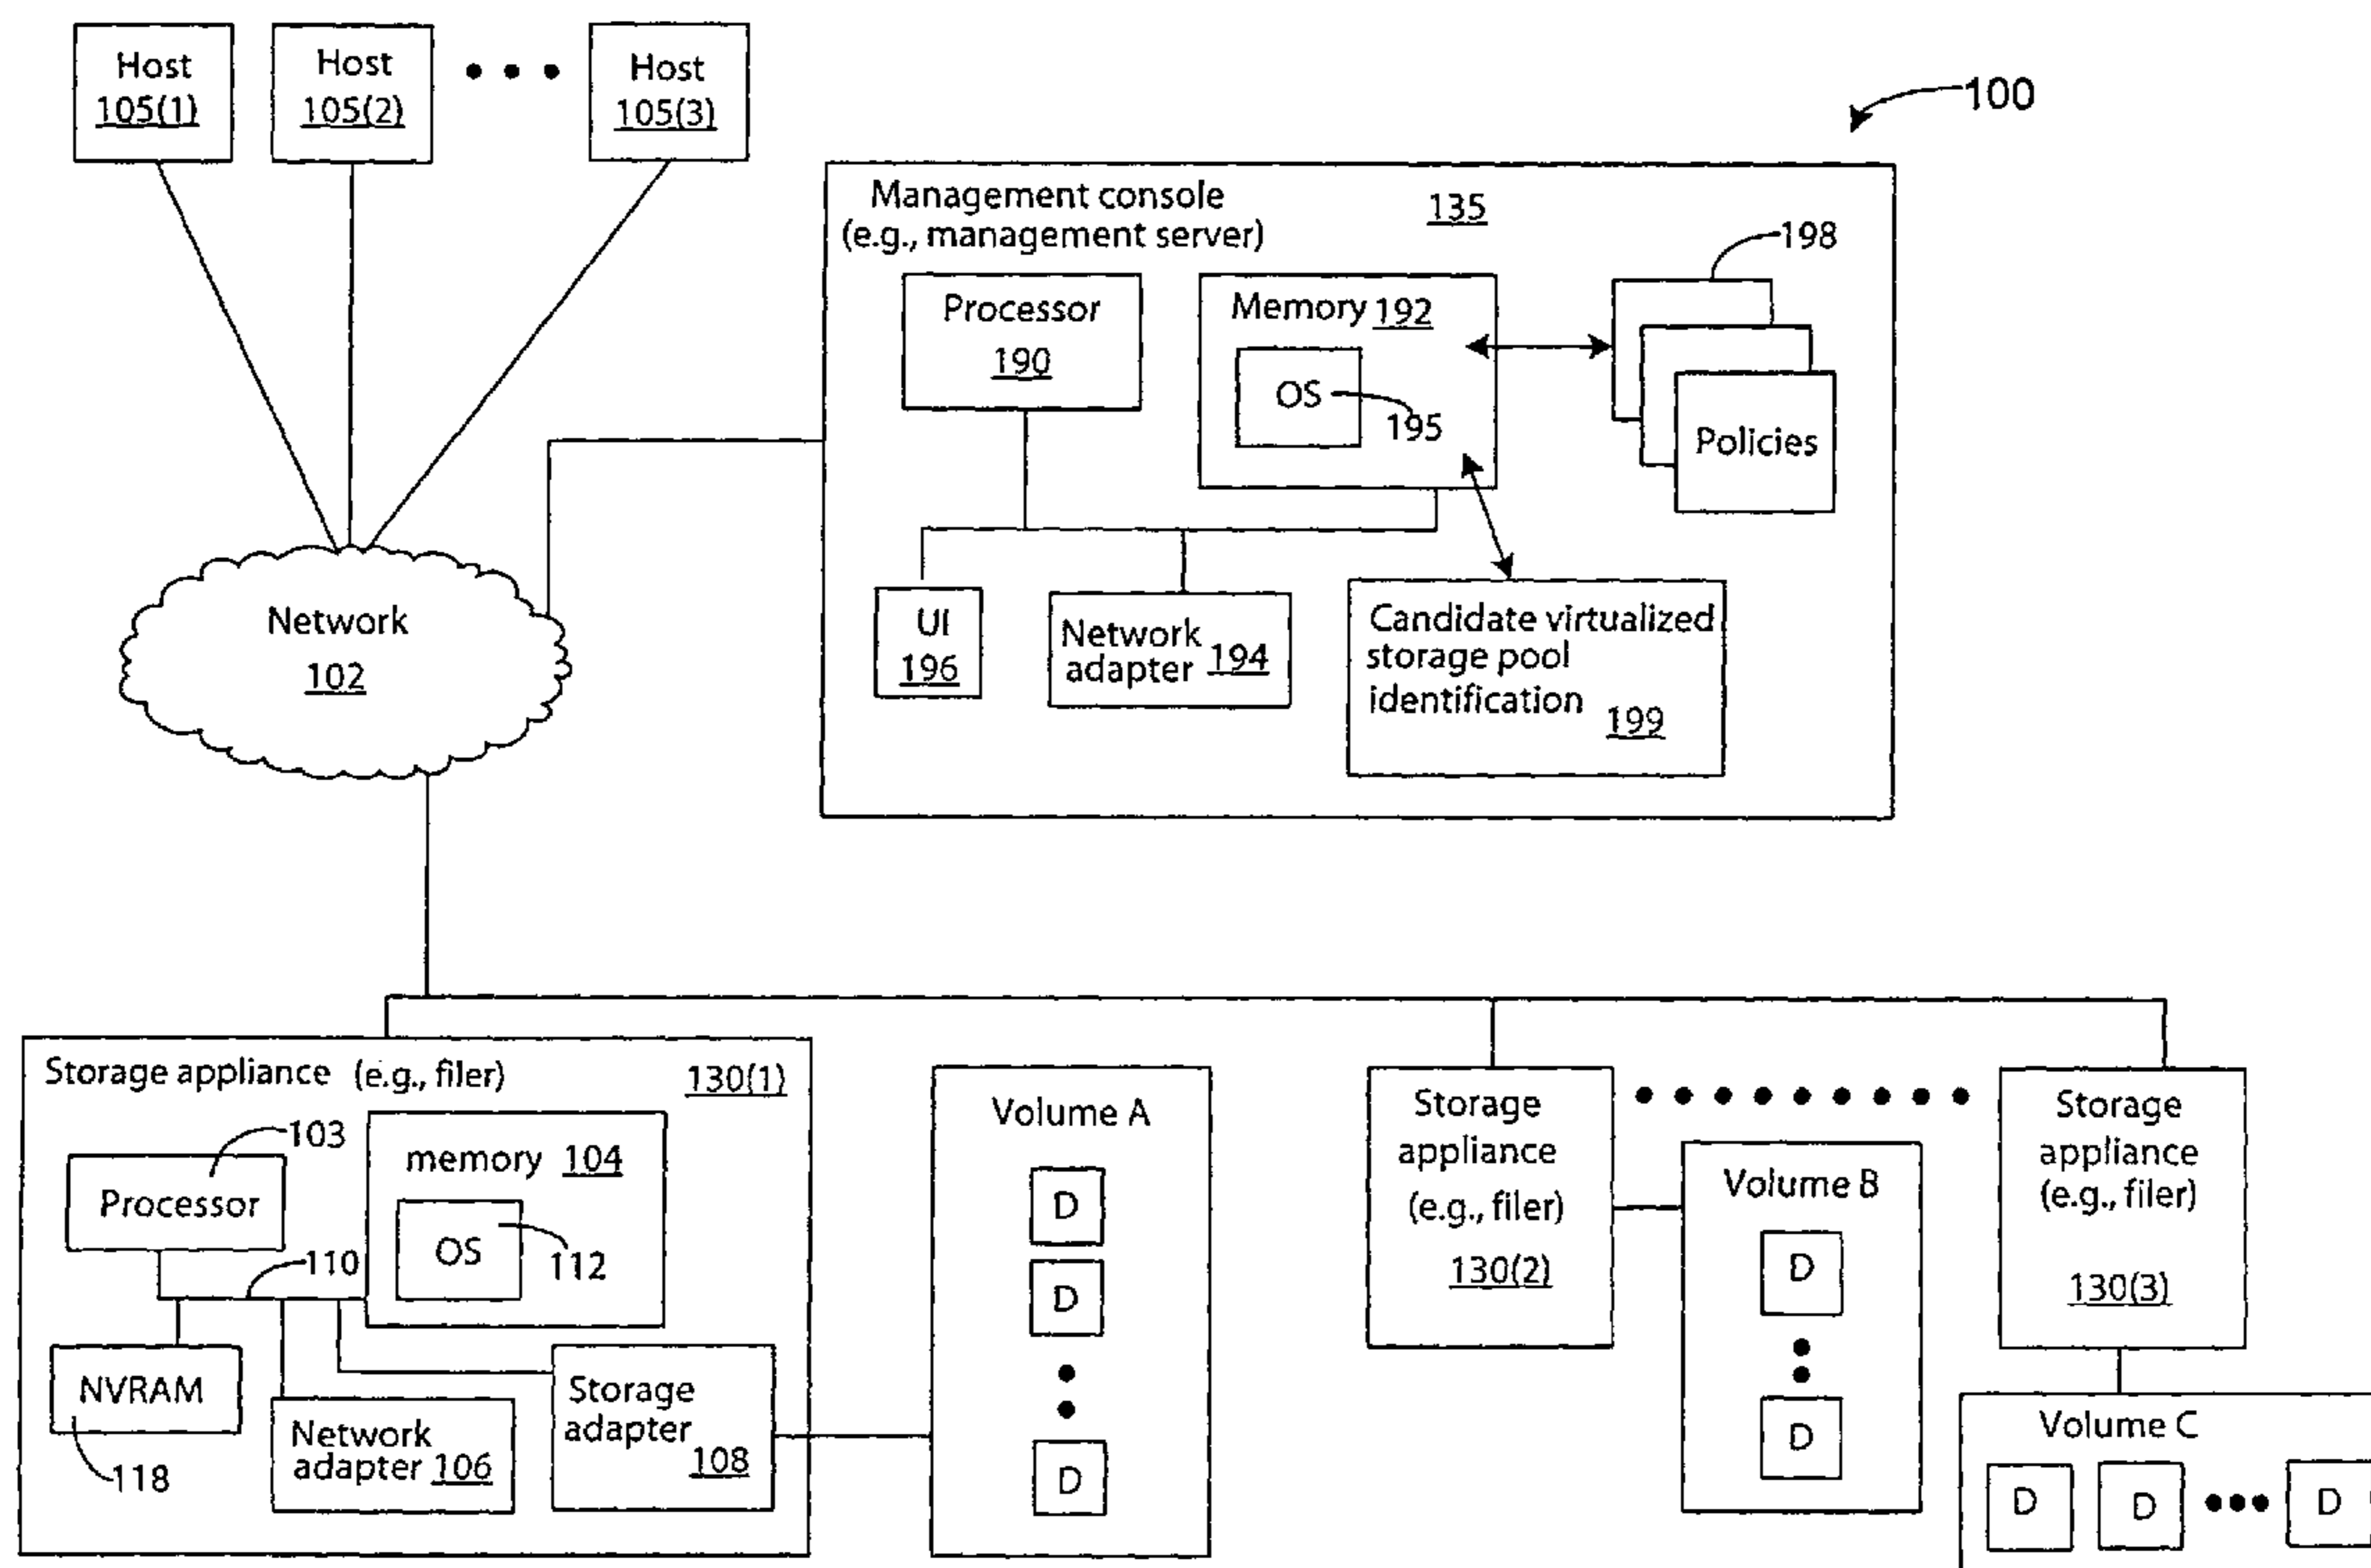 Host
105(1)
Host
105(2)
Host
105(3)
100
Management console
(e.g., management server)
135
198
Processor
190
Memory 192
OS
195
Policies
UI
196
Network
adapter 194
Candidate virtualized
storage pool
identification
199
Network
102
Storage appliance (e.g., filer)
130(1)
103
Processor
memory 104
OS
112
110
NVRAM
118
Network
adapter 106
Storage
adapter
108
Volume A
D
D
D
Storage
appliance
(e.g., filer)
130(2)
Volume B
D
D
Storage
appliance
(e.g., filer)
130(3)
Volume C
D
D
D